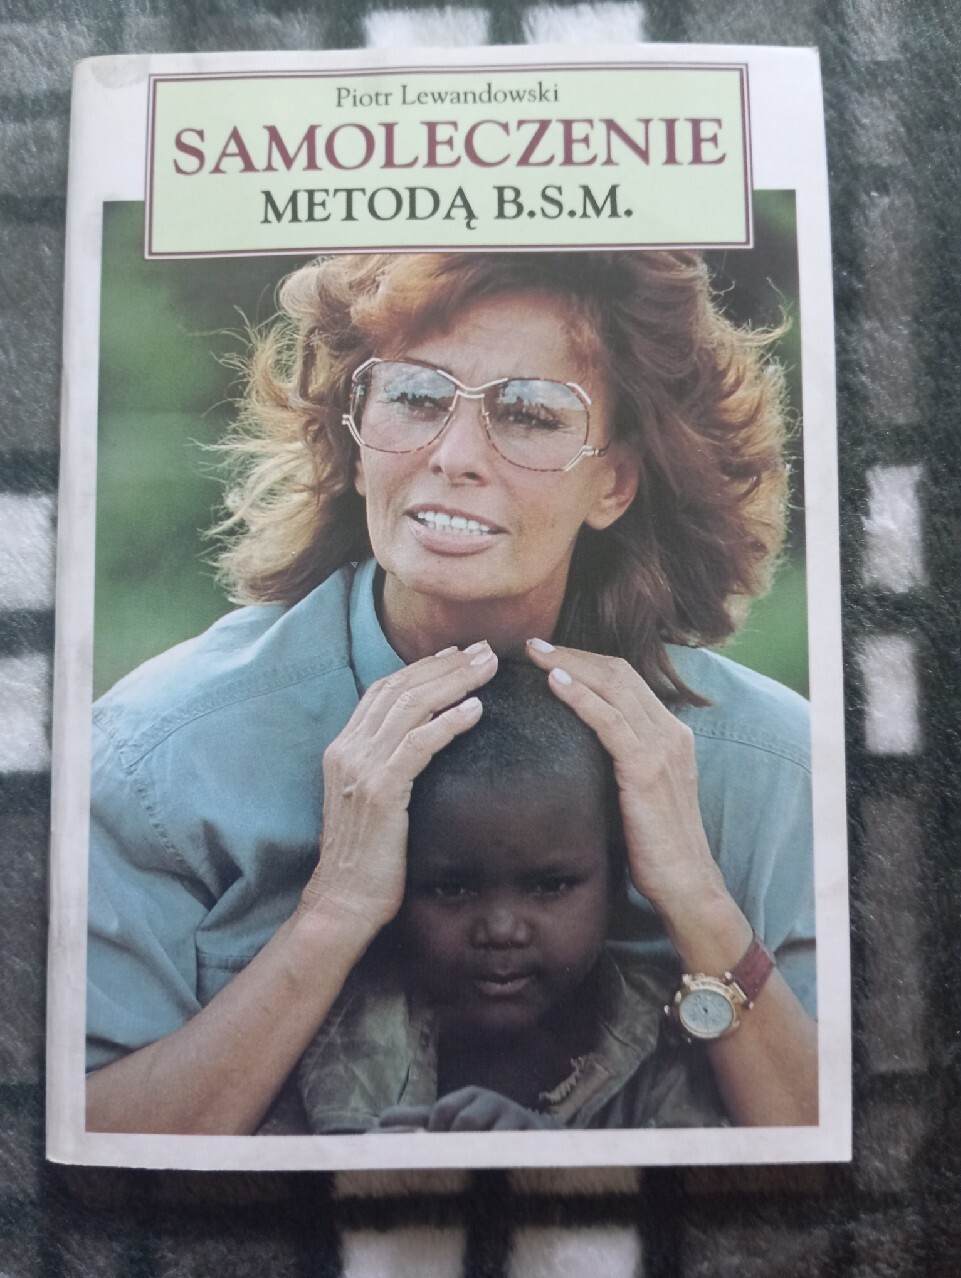 Piotr Lewandowski
SAMOLECZENIE
METODĄ B.S.M.